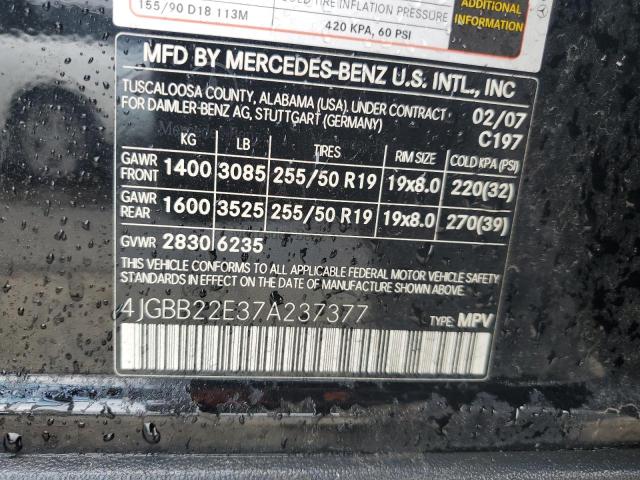 155/90 D18 113M
TIRE INFLATION PRESSURE
420 KPA, 60 PSI
MFD BY MERCEDES-BENZ U.S. INTL., INC
TUSCALOOSA COUNTY, ALABAMA (USA). UNDER CONTRACT 02/07
FOR DAIMLER-BENZ AG, STUTTGART (GERMANY) C197
KG LB TIRES RIM SIZE COLD KPA (PSI)
GAWR FRONT 1400 3085 255/50 R19 19x8.0 220(32)
GAWR REAR 1600 3525 255/50 R19 19x8.0 270(39)
GVWR 2830 6235
THIS VEHICLE CONFORMS TO ALL APPLICABLE FEDERAL MOTOR VEHICLE SAFETY
STANDARDS IN EFFECT ON THE DATE OF MANUFACTURE SHOWN ABOVE.
4JGBB22E37A237377 TYPE: MPV